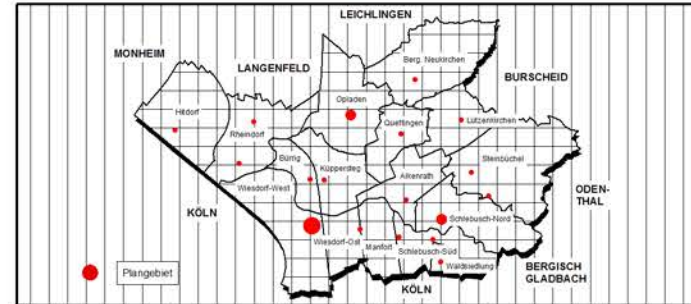 LEICHLINGEN
MONHEIM
LANGENFELD
Berg. Neukirchen
BURSCHEID
Hitdorf
Rheindorf
Opladen
Quettingen
Lützenkirchen
Bürrig
Küppersteg
Steinbüchel
Alkenrath
Wiesdorf-West
ODEN-
THAL
KÖLN
Schlebusch-Nord
Wiesdorf-Ost
Manfort
Schlebusch-Süd
Waldsiedlung
BERGISCH
GLADBACH
Plangebiet
KÖLN